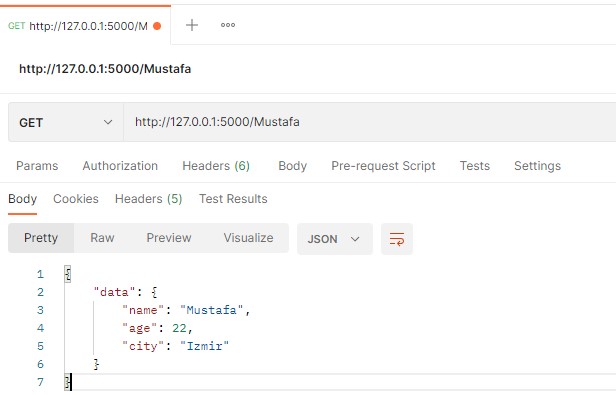 GET http://127.0.0.1:5000/M
http://127.0.0.1:5000/Mustafa
GET http://127.0.0.1:5000/Mustafa
Params Authorization Headers (6) Body Pre-request Script Tests Settings
Body Cookies Headers (5) Test Results
Pretty Raw Preview Visualize JSON
1 {
2 "data": {
3 "name": "Mustafa",
4 "age": 22,
5 "city": "Izmir"
6 }
7 }